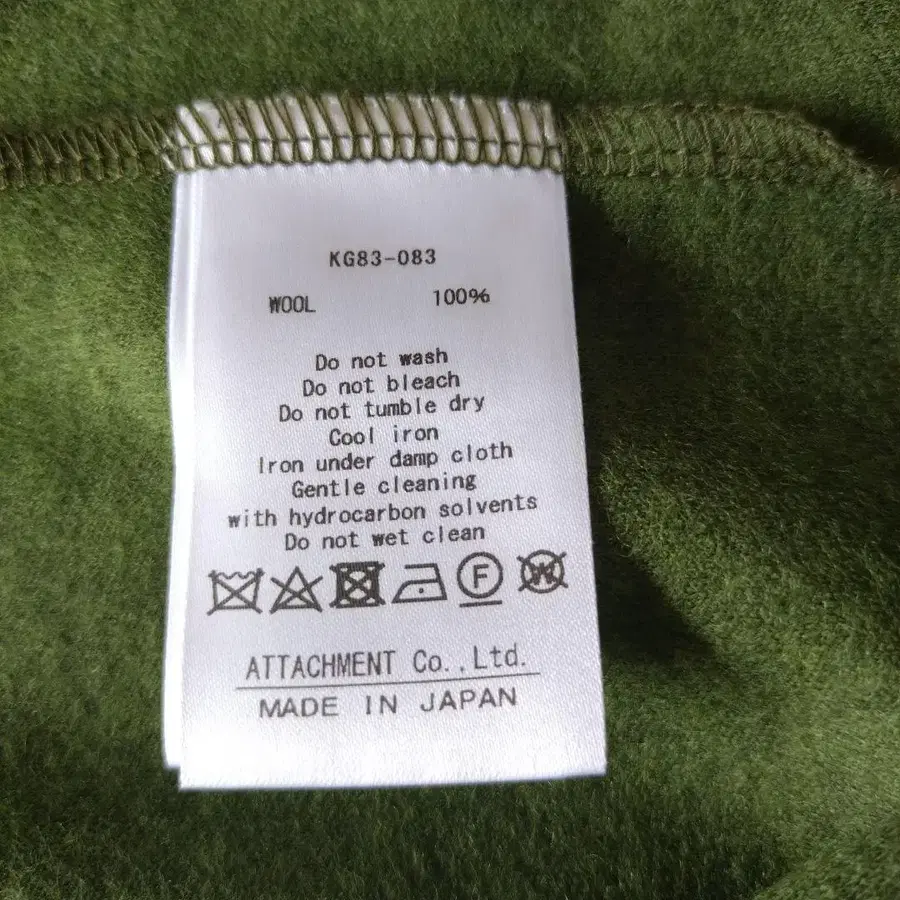 KG83-083
WOOL 100%
Do not wash
Do not bleach
Do not tumble dry
Cool iron
Iron under damp cloth
Gentle cleaning
with hydrocarbon solvents
Do not wet clean
F W
ATTACHMENT Co.,Ltd.
MADE IN JAPAN